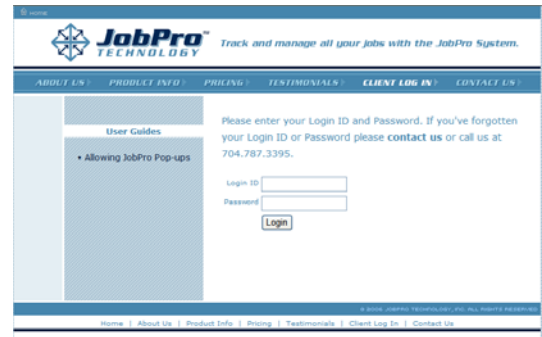 HOME
JobPro™
TECHNOLOGY
Track and manage all your jobs with the JobPro System.
ABOUT US PRODUCT INFO PRICING TESTIMONIALS CLIENT LOG IN CONTACT US
User Guides
• Allowing JobPro Pop-ups
Please enter your Login ID and Password. If you've forgotten
your Login ID or Password please contact us or call us at
704.787.3395.
Login ID
Password
Login
© 2005 JOBPRO TECHNOLOGY, INC. ALL RIGHTS RESERVED
Home | About Us | Product Info | Pricing | Testimonials | Client Log In | Contact Us